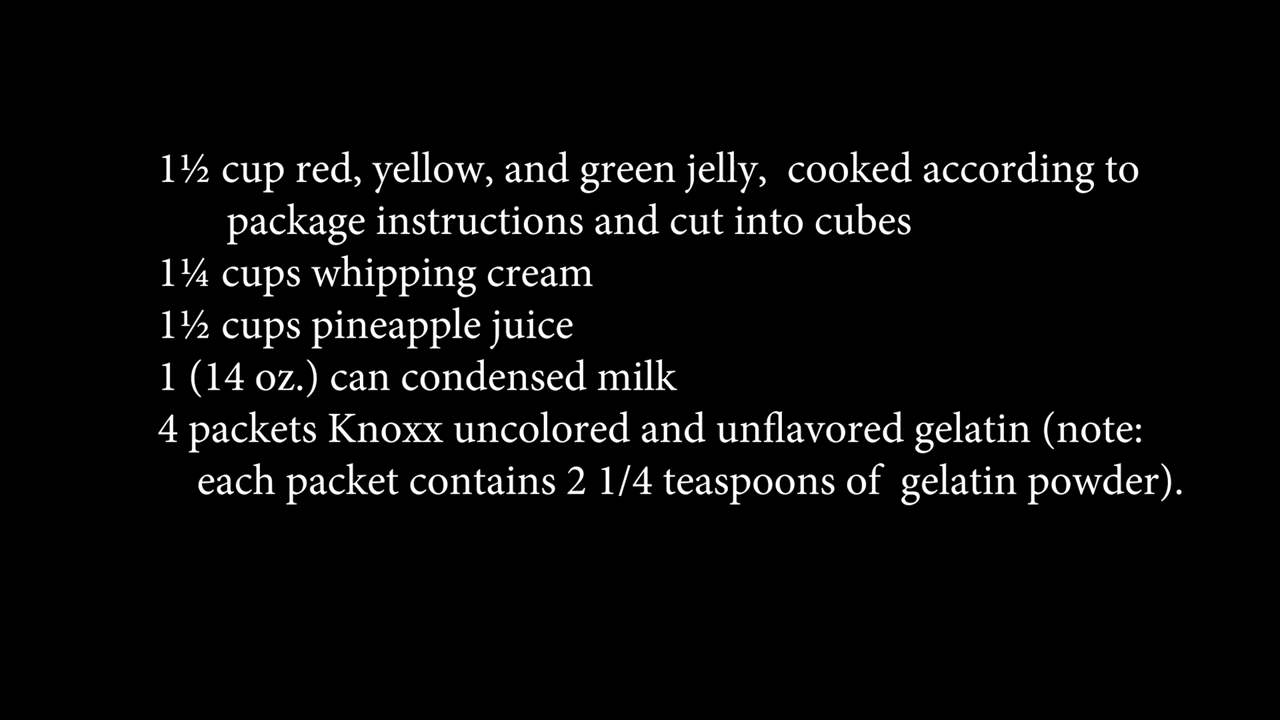 1½ cup red, yellow, and green jelly,  cooked according to
package instructions and cut into cubes
1¼ cups whipping cream
1½ cups pineapple juice
1 (14 oz.) can condensed milk
4 packets Knoxx uncolored and unflavored gelatin (note:
each packet contains 2 1/4 teaspoons of  gelatin powder).